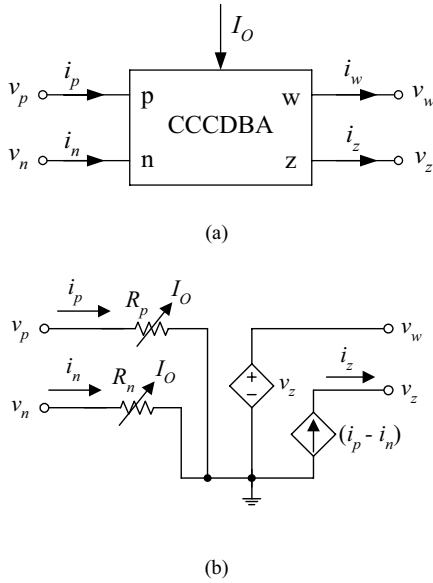 I_O
i_p i_w
v_p p w v_w
CCCDBA
i_n i_z
v_n n z v_z
(a)
i_p R_p I_O
v_p v_w
i_n R_n I_O v_z i_z
v_n v_z
(i_p - i_n)
(b)